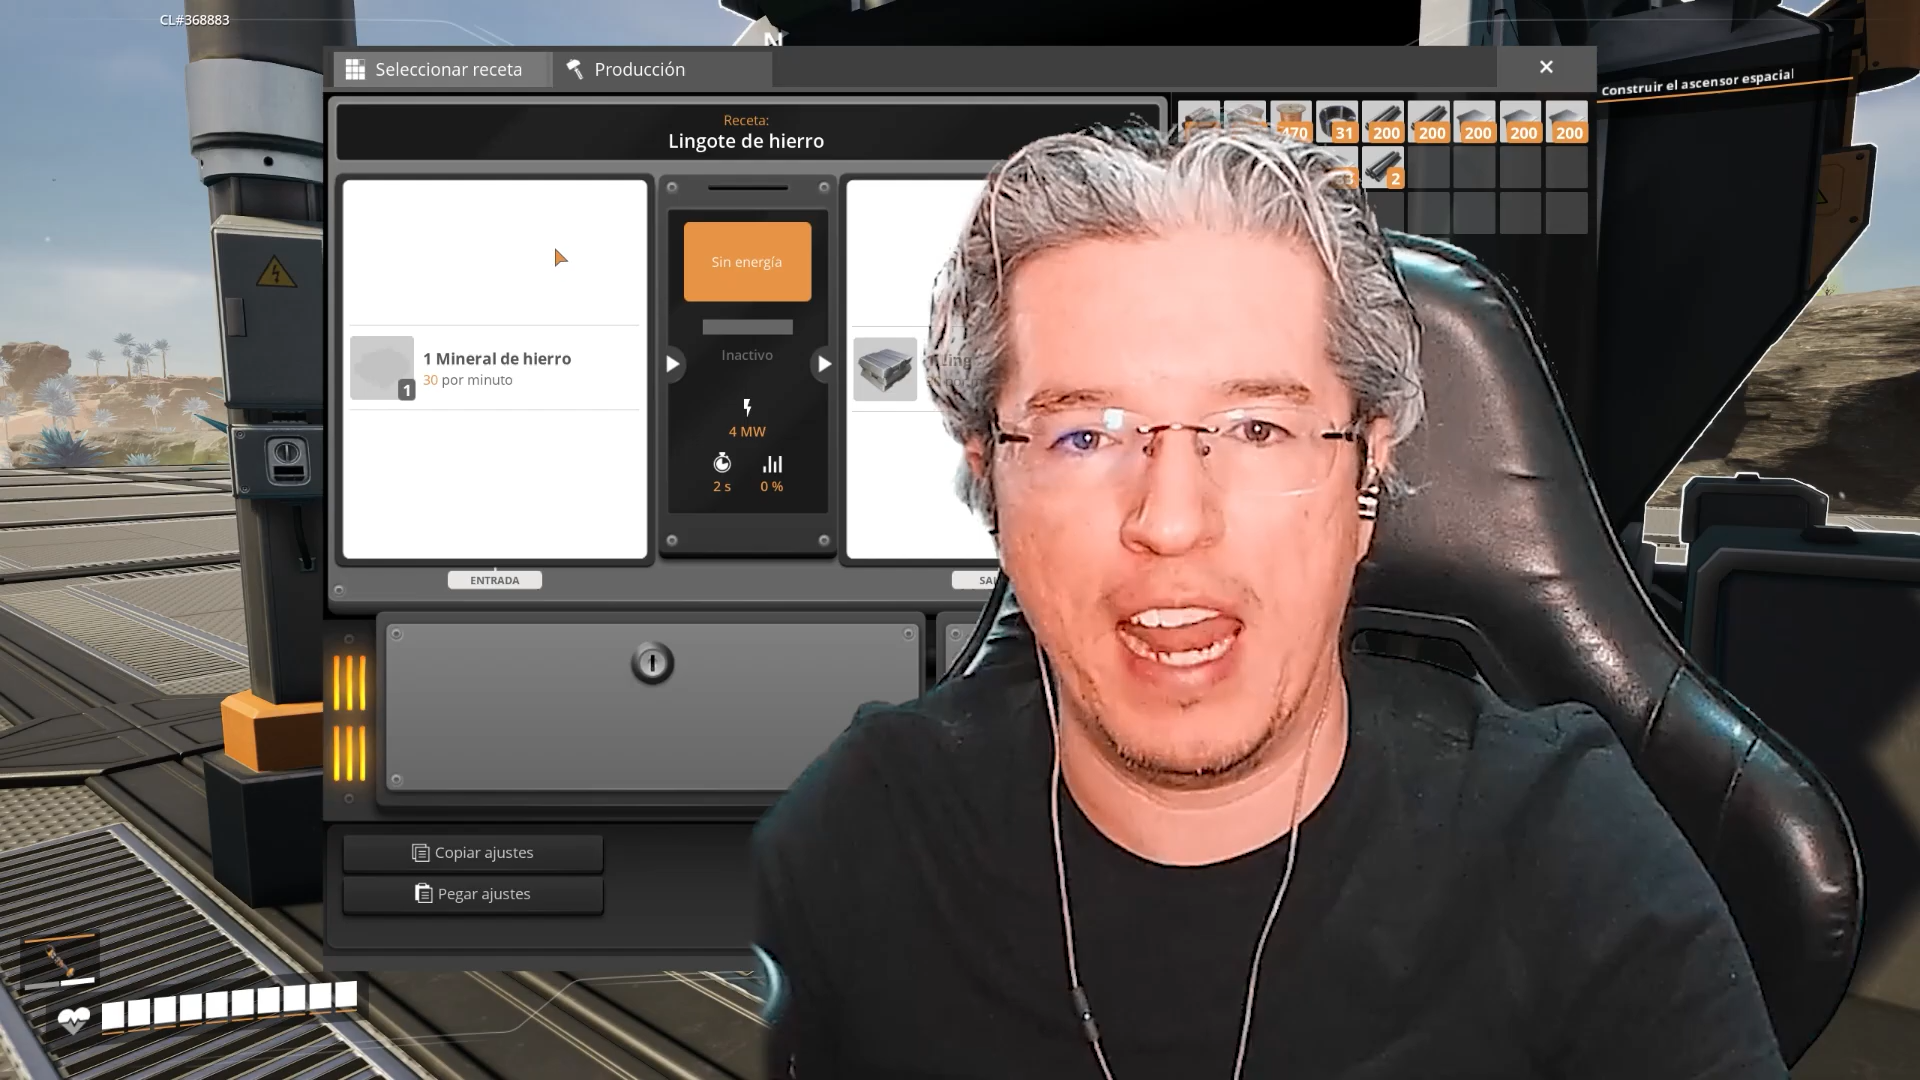 CL#368883
N
Seleccionar receta
Producción
Construir el ascensor espacial
Receta:
Lingote de hierro
470
31
200
200
200
200
200
33
2
Sin energía
1 Mineral de hierro
30 por minuto
1
Inactivo
4 MW
2 s
0 %
ENTRADA
Copiar ajustes
Pegar ajustes